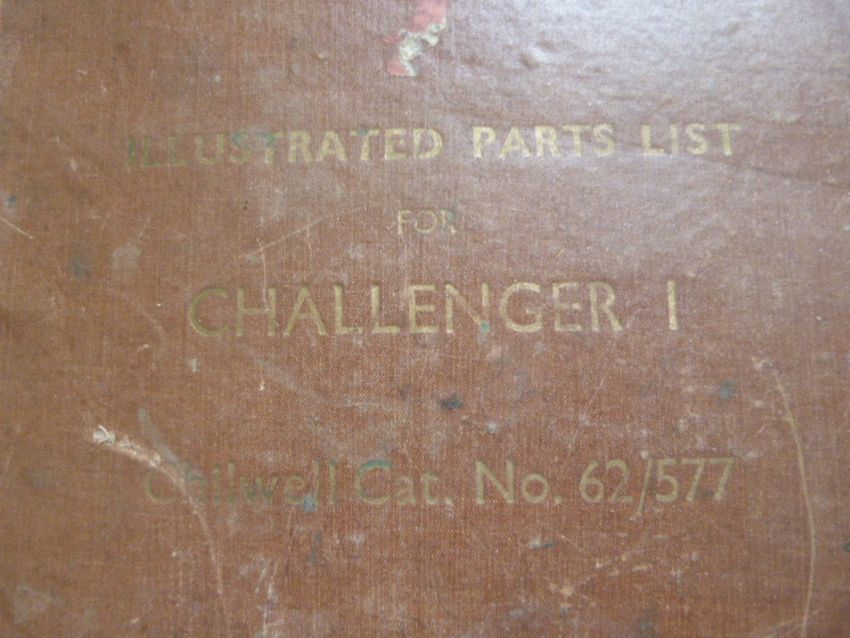 ILLUSTRATED PARTS LIST
FOR
CHALLENGER I
Chilwell Cat. No. 62/577